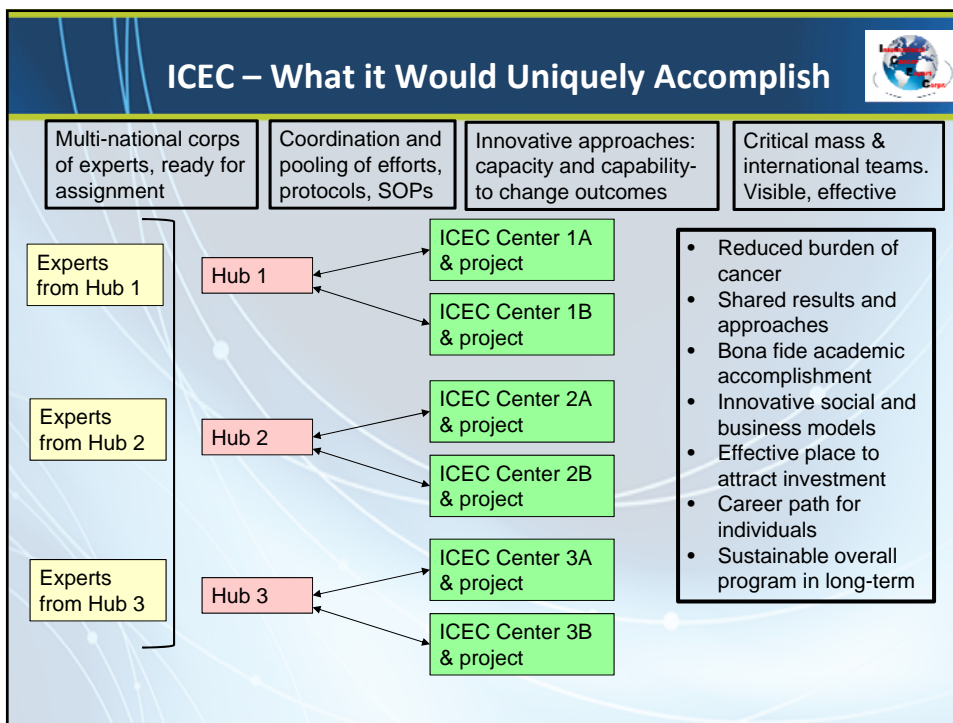 ICEC – What it Would Uniquely Accomplish
Multi-national corps
of experts, ready for
assignment
Coordination and
pooling of efforts,
protocols, SOPs
Innovative approaches:
capacity and capability-
to change outcomes
Critical mass &
international teams.
Visible, effective
Experts
from Hub 1
Hub 1
ICEC Center 1A
& project
ICEC Center 1B
& project
Experts
from Hub 2
Hub 2
ICEC Center 2A
& project
ICEC Center 2B
& project
Experts
from Hub 3
Hub 3
ICEC Center 3A
& project
ICEC Center 3B
& project
• Reduced burden of
cancer
• Shared results and
approaches
• Bona fide academic
accomplishment
• Innovative social and
business models
• Effective place to
attract investment
• Career path for
individuals
• Sustainable overall
program in long-term